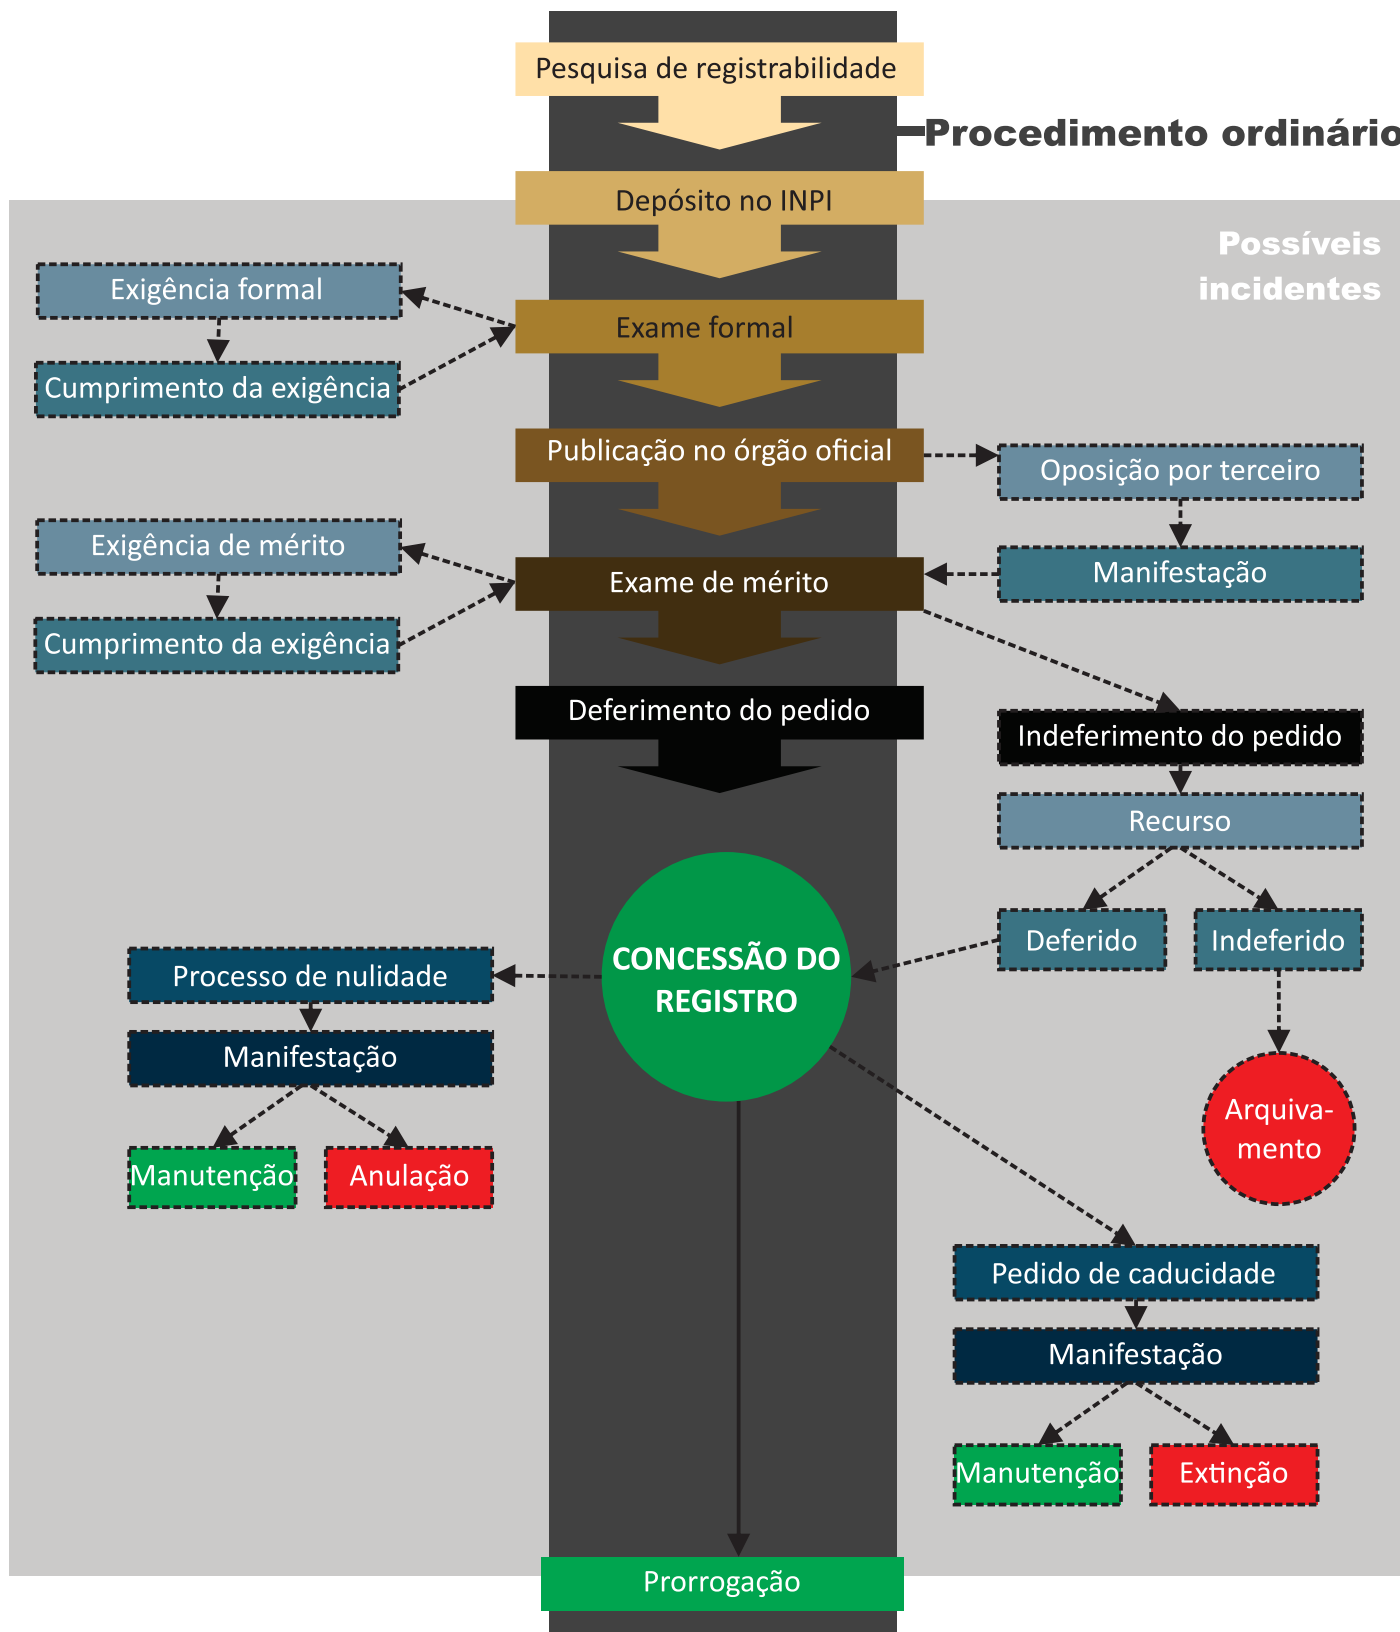 Pesquisa de registrabilidade
Procedimento ordinário
Depósito no INPI
Possíveis
incidentes
Exigência formal
Exame formal
Cumprimento da exigência
Publicação no órgão oficial
Oposição por terceiro
Exigência de mérito
Exame de mérito
Manifestação
Cumprimento da exigência
Deferimento do pedido
Indeferimento do pedido
Recurso
Deferido
Indeferido
CONCESSÃO DO
REGISTRO
Processo de nulidade
Manifestação
Arquiva-
mento
Manutenção
Anulação
Pedido de caducidade
Manifestação
Manutenção
Extinção
Prorrogação